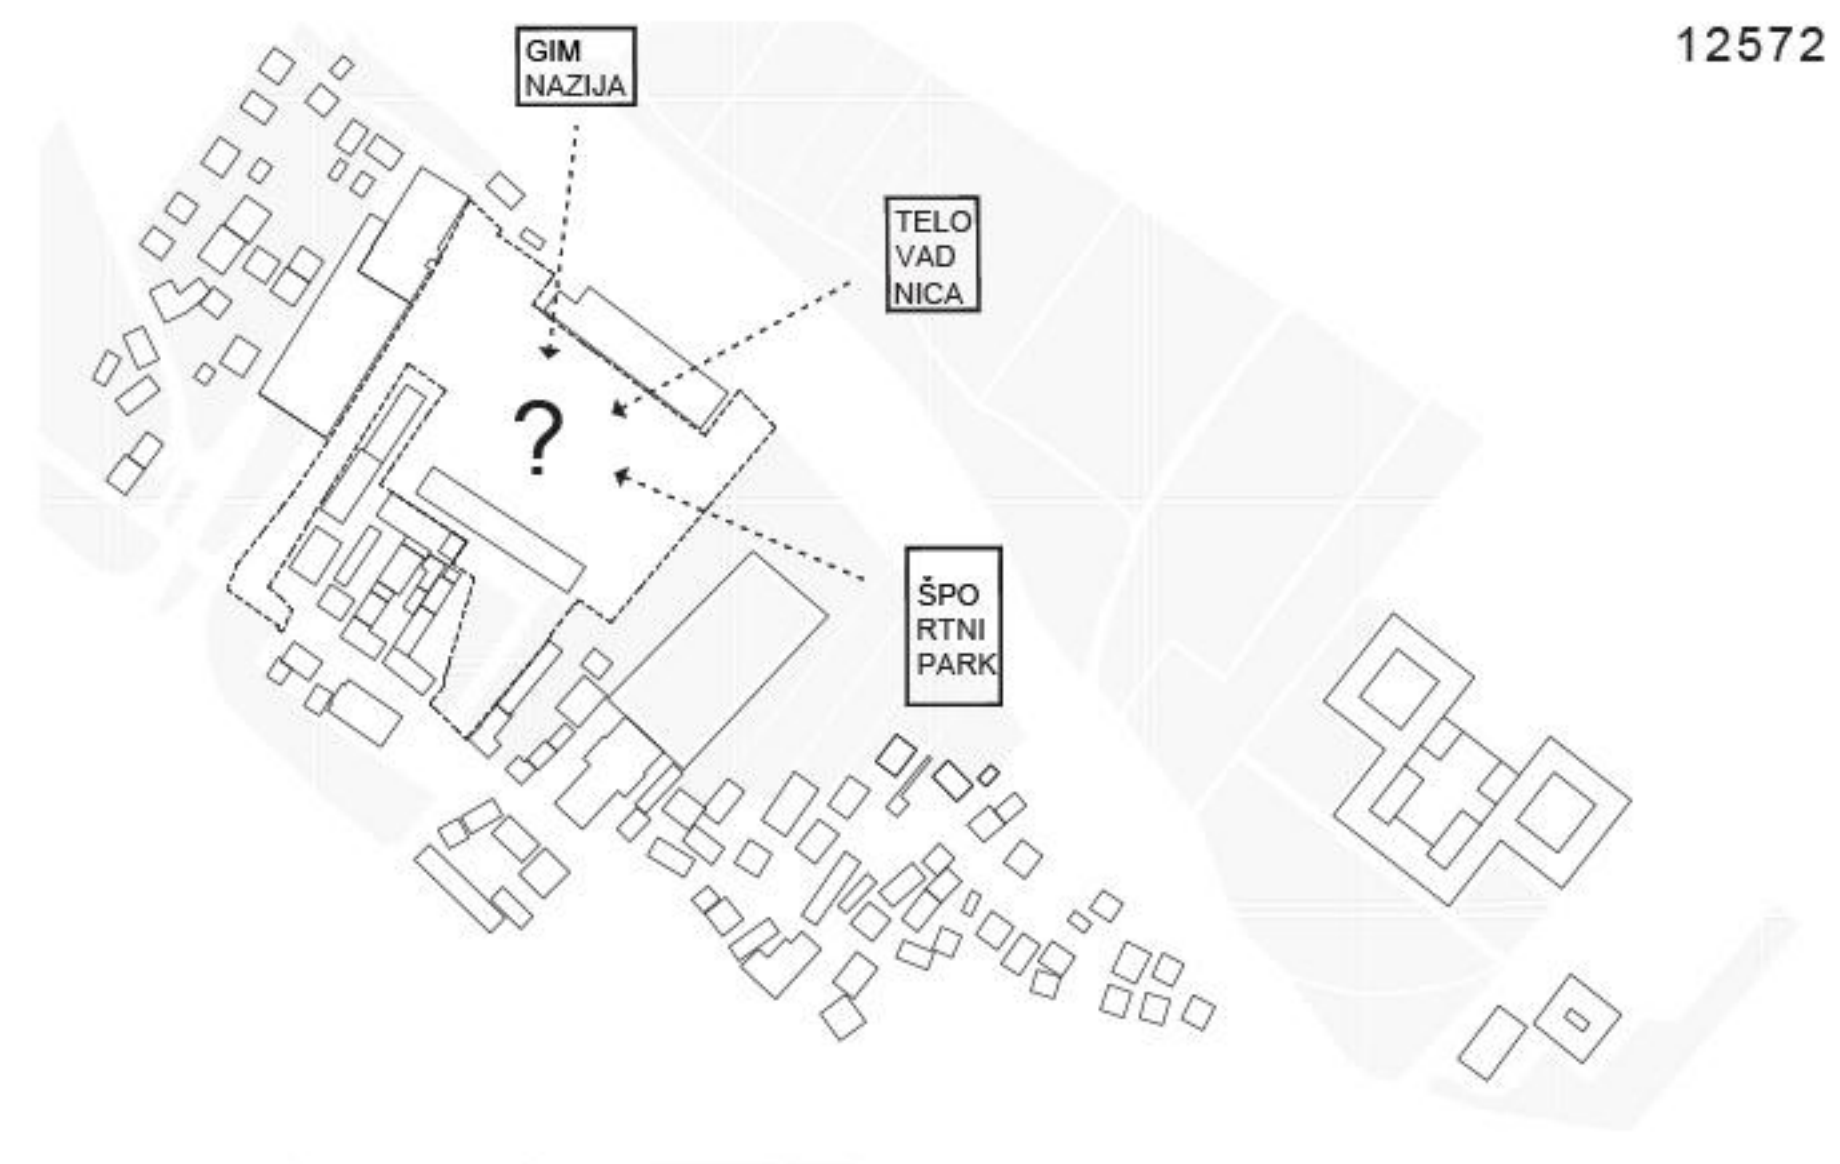 12572
GIM
NAZIJA
TELO
VAD
NICA
?
ŠPO
RTNI
PARK